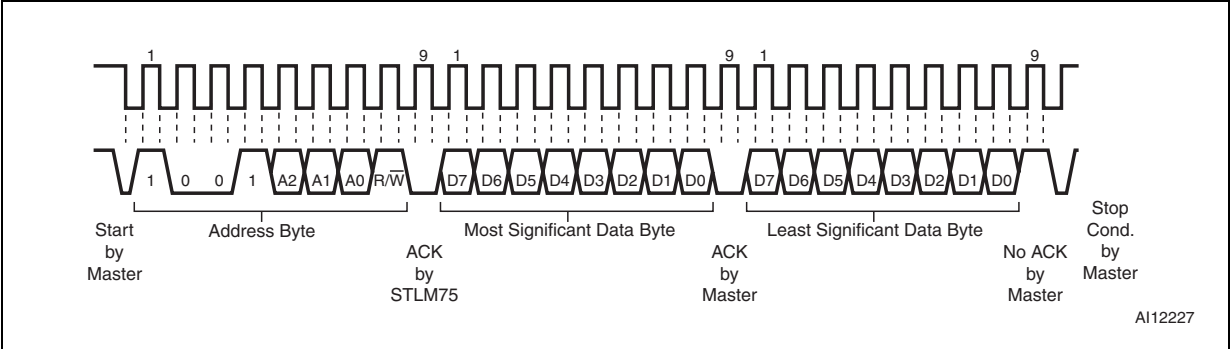 1 9 1 9 1 9
1 0 0 1 A2 A1 A0 R/W̅ D7 D6 D5 D4 D3 D2 D1 D0 D7 D6 D5 D4 D3 D2 D1 D0
Start
by
Master
Address Byte
ACK
by
STLM75
Most Significant Data Byte
ACK
by
Master
Least Significant Data Byte
No ACK
by
Master
Stop
Cond.
by
Master
AI12227